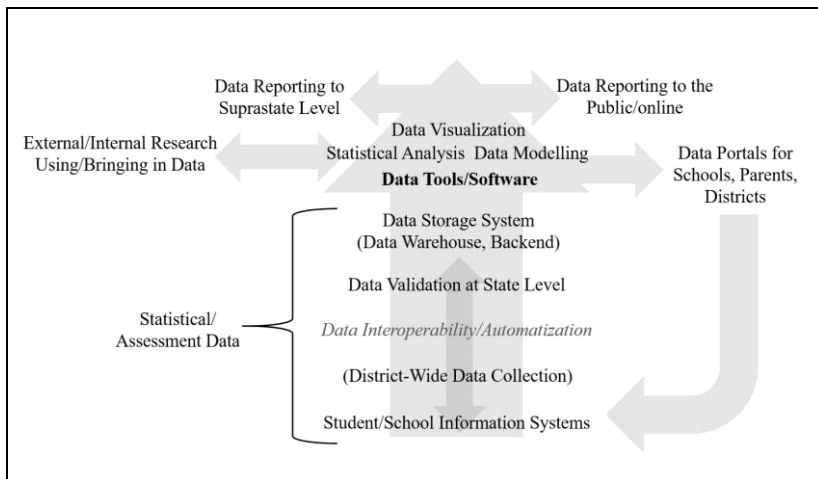 Data Reporting to
Suprastate Level
Data Reporting to the
Public/online
External/Internal Research
Using/Bringing in Data
Data Visualization
Statistical Analysis  Data Modelling
Data Tools/Software
Data Portals for
Schools, Parents,
Districts
Data Storage System
(Data Warehouse, Backend)
Data Validation at State Level
Statistical/
Assessment Data
Data Interoperability/Automatization
(District-Wide Data Collection)
Student/School Information Systems